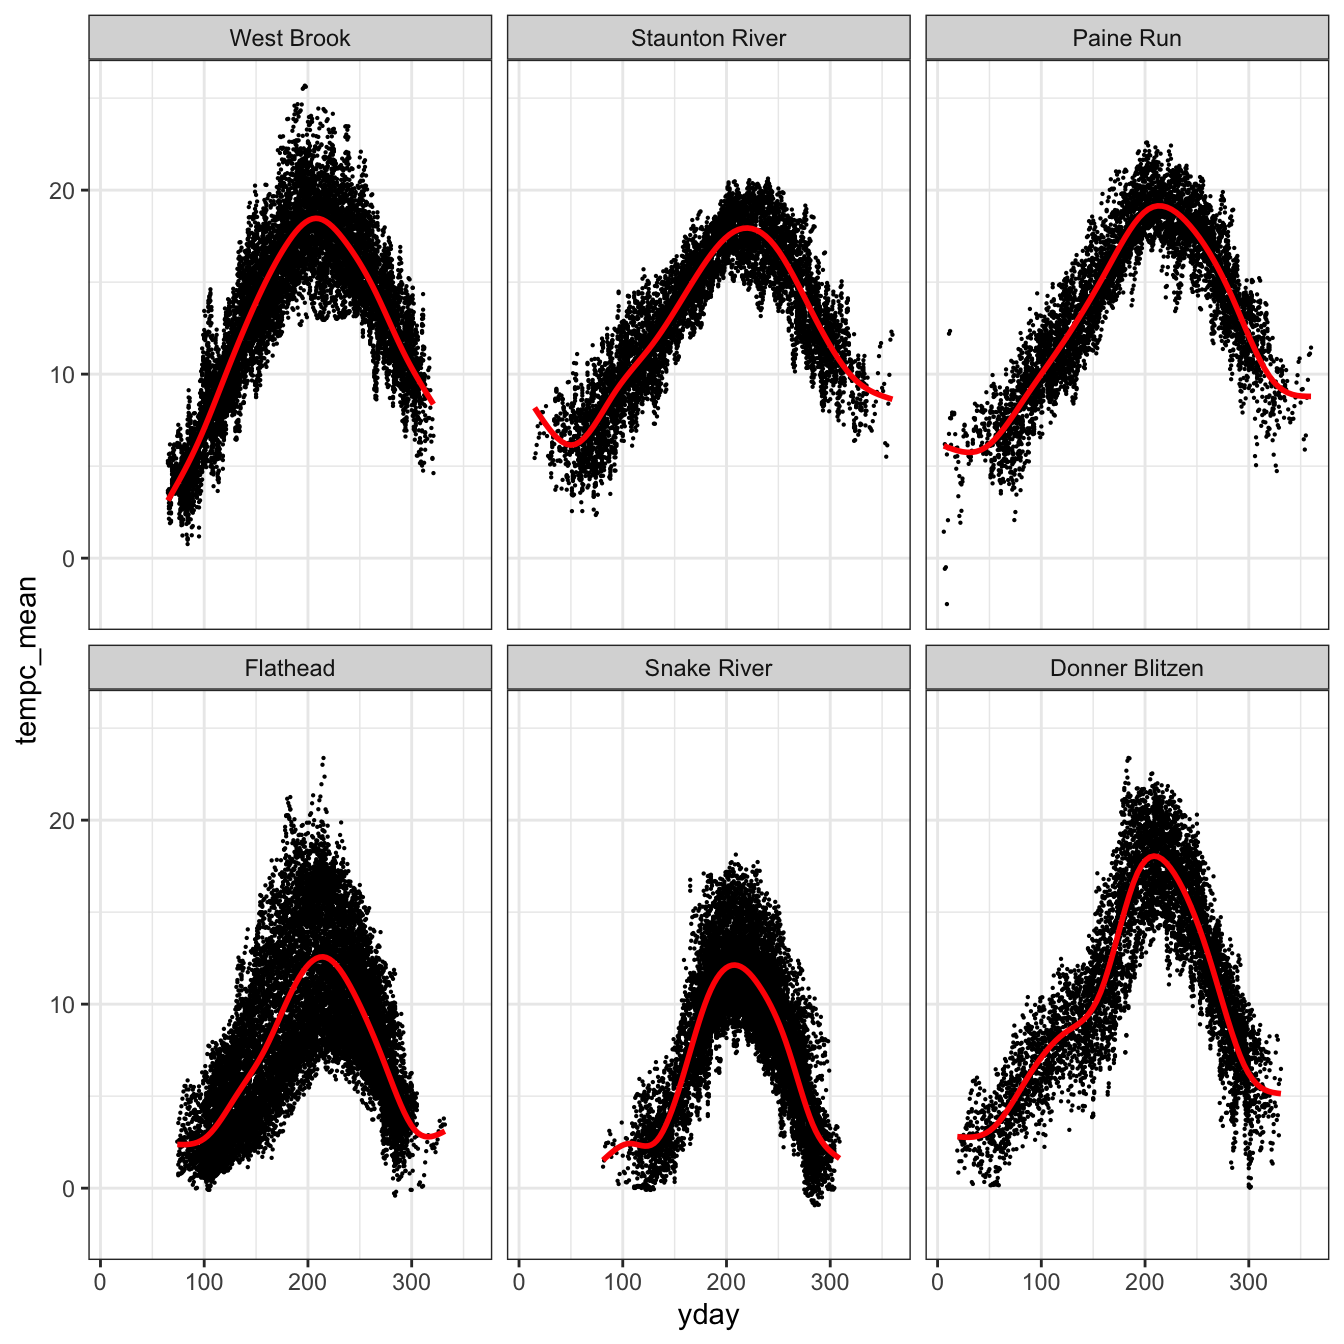 West Brook
Staunton River
Paine Run
20
10
0
tempc_mean
Flathead
Snake River
Donner Blitzen
20
10
0
0 100 200 300
0 100 200 300
0 100 200 300
yday